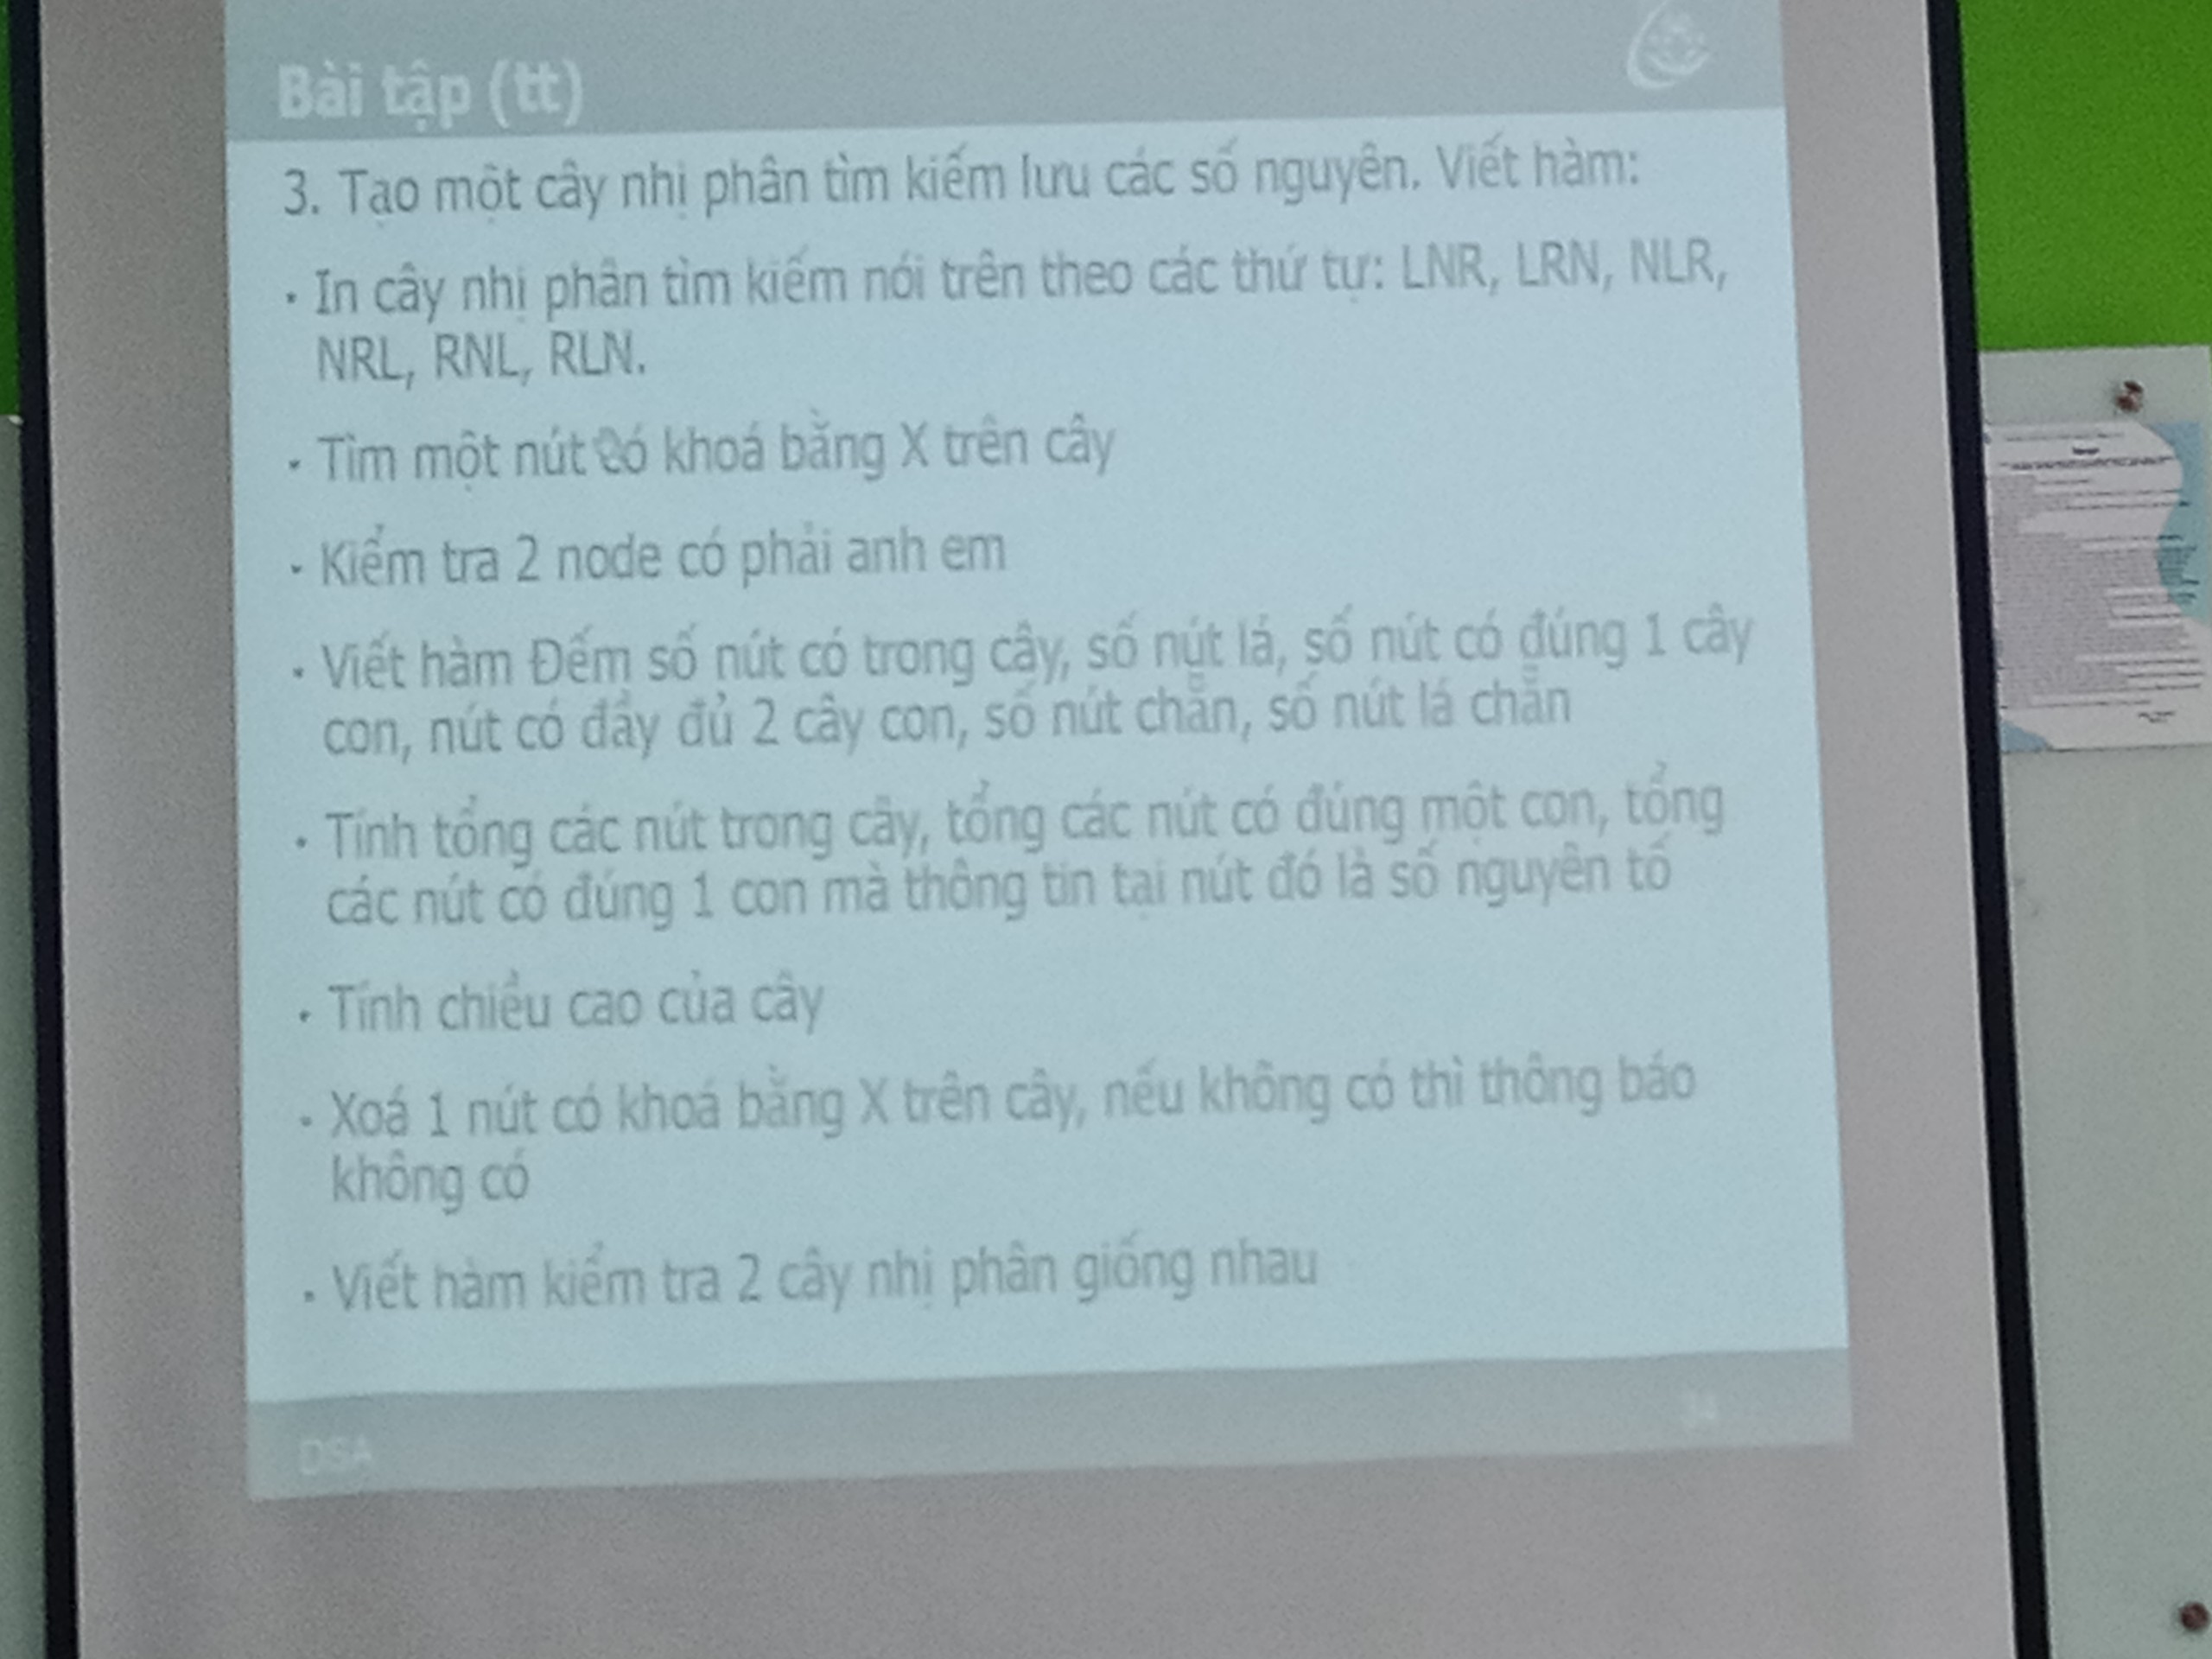 Bài tập (tt)
3. Tạo một cây nhị phân tìm kiếm lưu các số nguyên. Viết hàm:
• In cây nhị phân tìm kiếm nói trên theo các thứ tự: LNR, LRN, NLR,
NRL, RNL, RLN.
• Tìm một nút có khoá bằng X trên cây
• Kiểm tra 2 node có phải anh em
• Viết hàm Đếm số nút có trong cây, số nút lá, số nút có đúng 1 cây
con, nút có đầy đủ 2 cây con, số nút chẵn, số nút lá chẵn
• Tính tổng các nút trong cây, tổng các nút có đúng một con, tổng
các nút có đúng 1 con mà thông tin tại nút đó là số nguyên tố
• Tính chiều cao của cây
• Xoá 1 nút có khoá bằng X trên cây, nếu không có thì thông báo
không có
• Viết hàm kiểm tra 2 cây nhị phân giống nhau
DSA